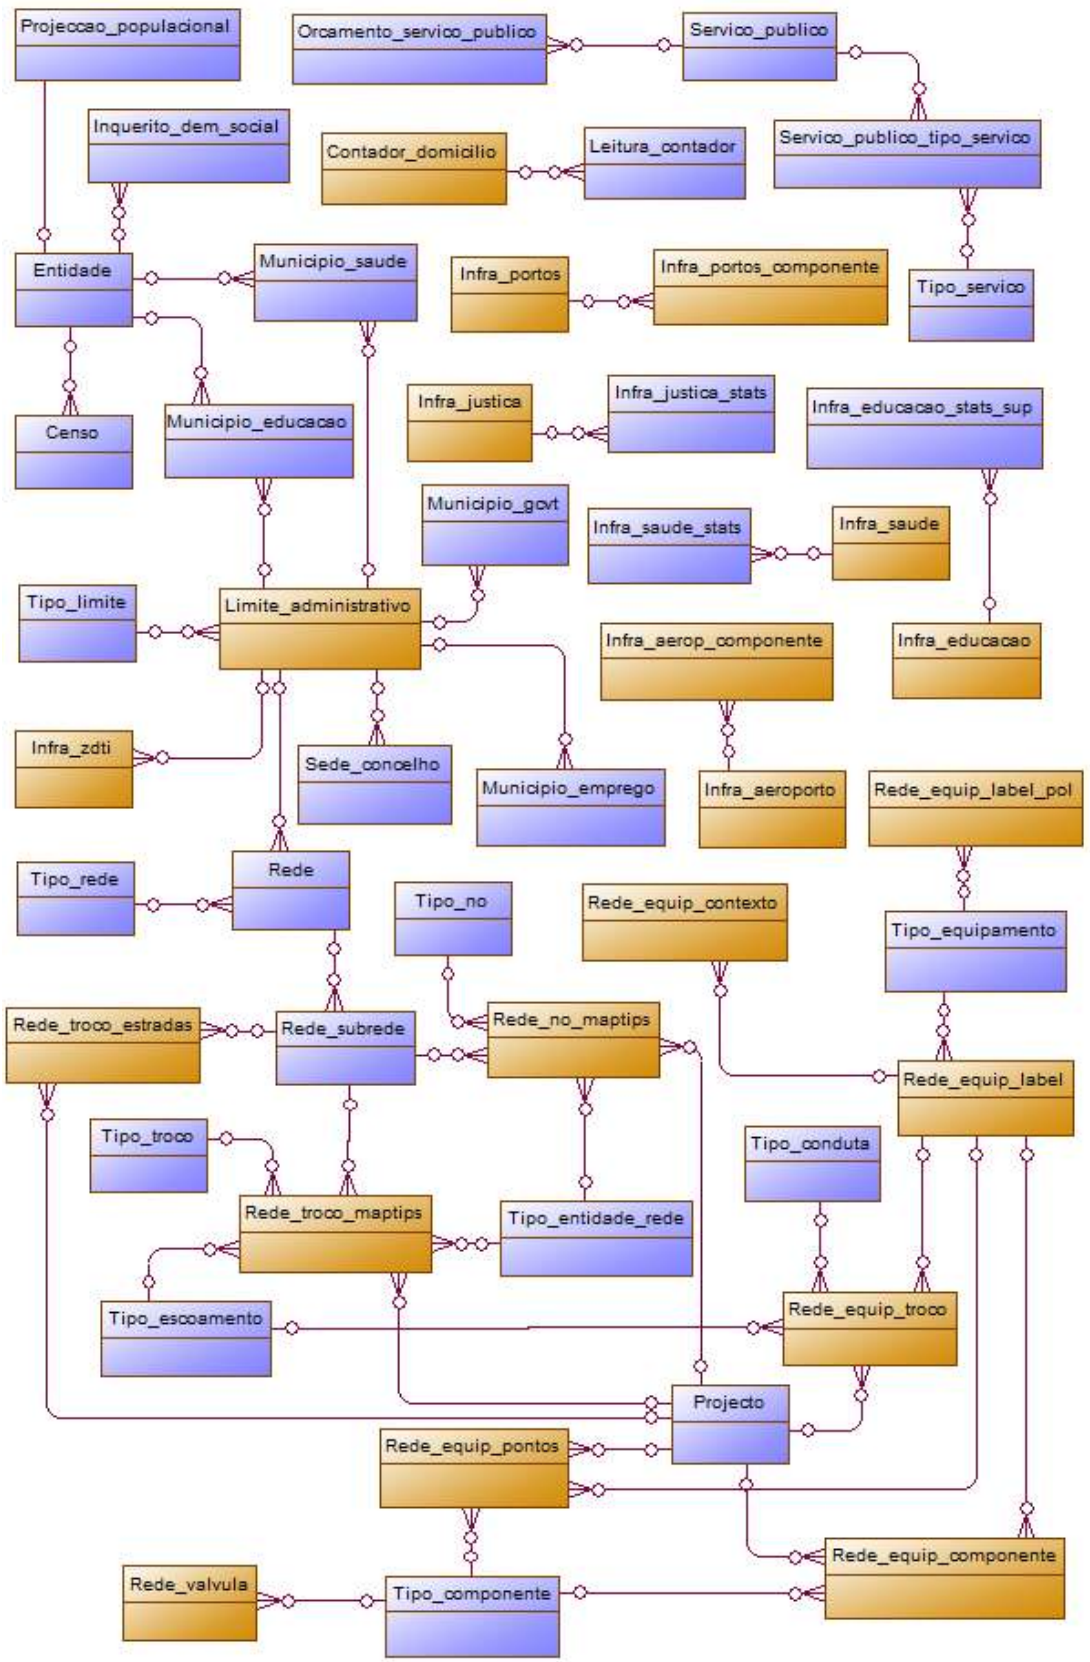 Projeccao_populacional
Orcamento_servico_publico
Servico_publico
Inquerito_dem_social
Contador_domicilio
Leitura_contador
Servico_publico_tipo_servico
Entidade
Municipio_saude
Infra_portos
Infra_portos_componente
Tipo_servico
Censo
Municipio_educacao
Infra_justica
Infra_justica_stats
Infra_educacao_stats_sup
Municipio_govt
Infra_saude_stats
Infra_saude
Tipo_limite
Limite_administrativo
Infra_aerop_componente
Infra_educacao
Infra_zdti
Sede_concelho
Municipio_emprego
Infra_aeroporto
Rede_equip_label_pol
Tipo_rede
Rede
Tipo_no
Rede_equip_contexto
Tipo_equipamento
Rede_troco_estradas
Rede_subrede
Rede_no_maptips
Rede_equip_label
Tipo_troco
Tipo_conduta
Rede_troco_maptips
Tipo_entidade_rede
Tipo_escoamento
Rede_equip_troco
Projecto
Rede_equip_pontos
Rede_equip_componente
Rede_valvula
Tipo_componente